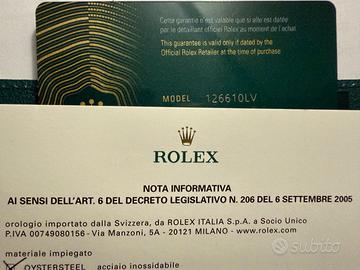 Cette garantie n'est valable que si elle est datée
par le détaillant officiel Rolex au moment de l'achat
This guarantee is valid only if dated by the
Official Rolex Retailer at the time of purchase
MODEL 126610LV
ROLEX
NOTA INFORMATIVA
AI SENSI DELL'ART. 6 DEL DECRETO LEGISLATIVO N. 206 DEL 6 SETTEMBRE 2005
orologio importato dalla Svizzera, da ROLEX ITALIA S.p.A. a Socio Unico
P.IVA 00749080156 - Via Manzoni, 5A - 20121 MILANO - www.rolex.com
materiale impiegato
OYSTERSTEEL acciaio inossidabile
subito